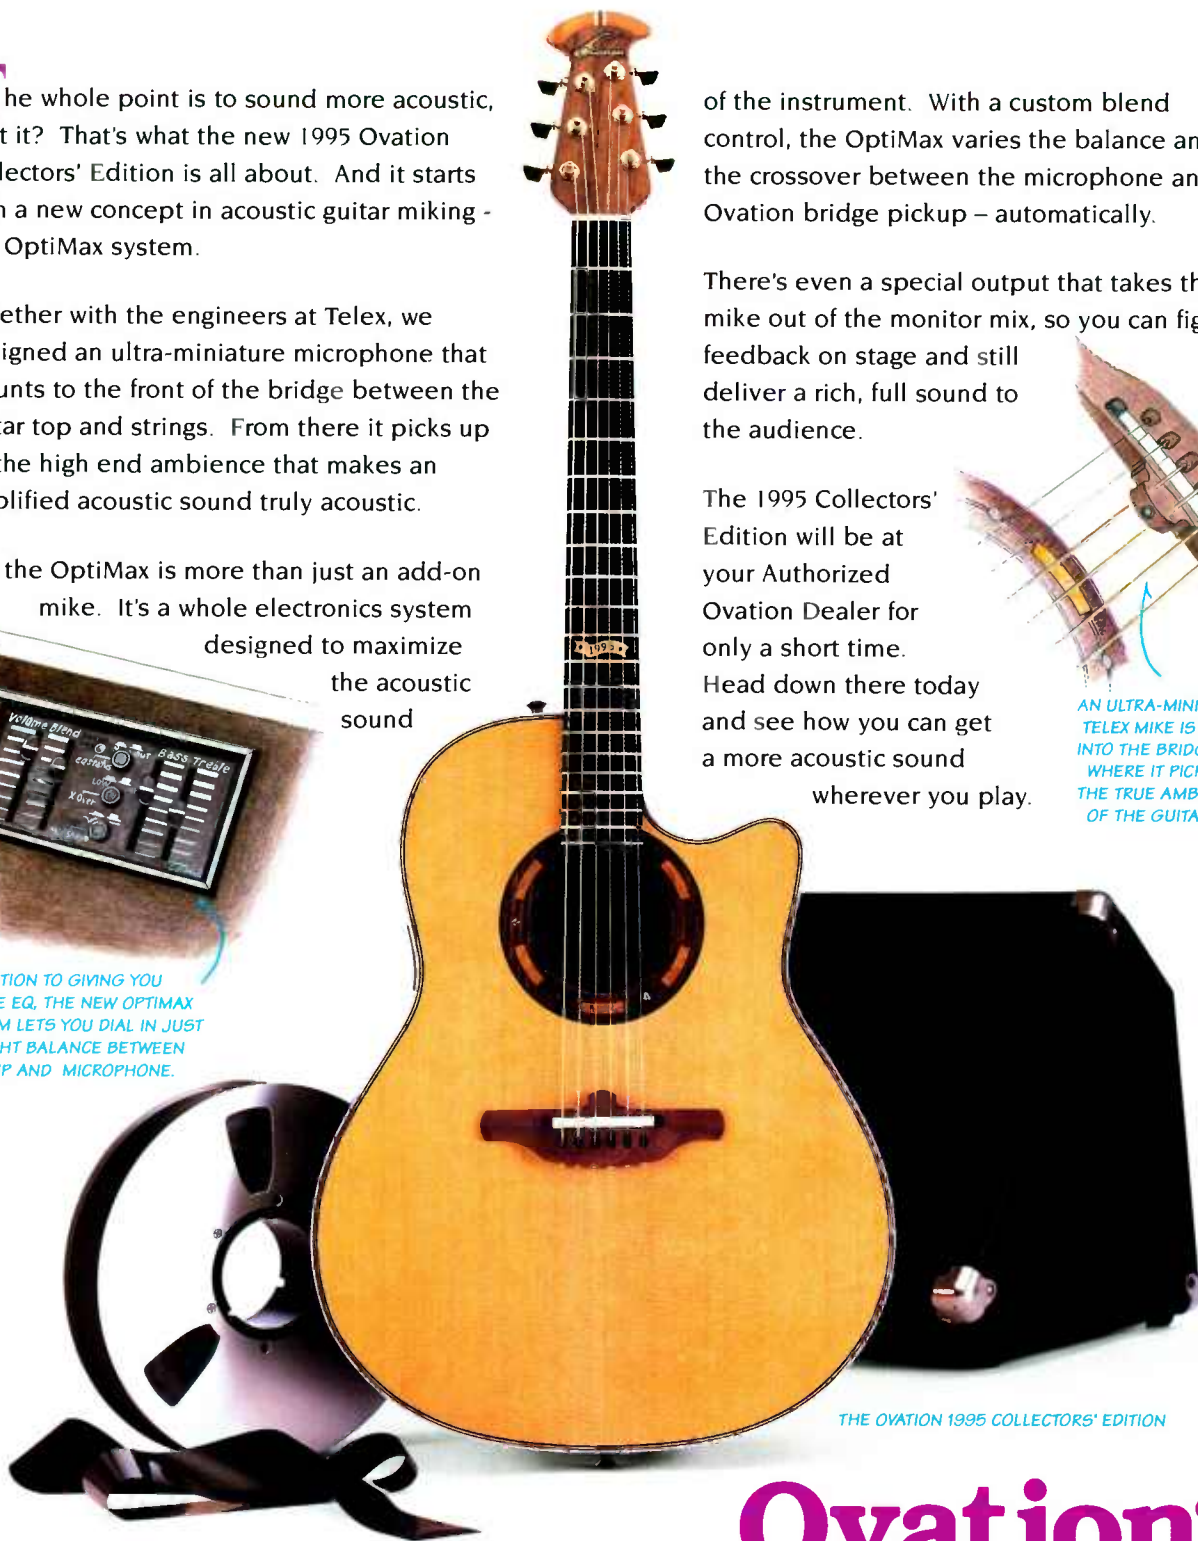 he whole point is to sound more acoustic,
t it? That's what the new 1995 Ovation
lectors' Edition is all about. And it starts
n a new concept in acoustic guitar miking -
OptiMax system.
ether with the engineers at Telex, we
igned an ultra-miniature microphone that
unts to the front of the bridge between the
tar top and strings. From there it picks up
the high end ambience that makes an
plified acoustic sound truly acoustic.
the OptiMax is more than just an add-on
mike. It's a whole electronics system
designed to maximize
the acoustic
sound
of the instrument. With a custom blend
control, the OptiMax varies the balance an
the crossover between the microphone an
Ovation bridge pickup – automatically.
There's even a special output that takes th
mike out of the monitor mix, so you can fig
feedback on stage and still
deliver a rich, full sound to
the audience.
The 1995 Collectors'
Edition will be at
your Authorized
Ovation Dealer for
only a short time.
Head down there today
and see how you can get
a more acoustic sound
wherever you play.
AN ULTRA-MINI
TELEX MIKE IS
INTO THE BRIDG
WHERE IT PICK
THE TRUE AMB
OF THE GUITA
Volume Blend
Bass Treble
Low
X Over
1995
TION TO GIVING YOU
E EQ, THE NEW OPTIMAX
M LETS YOU DIAL IN JUST
HT BALANCE BETWEEN
P AND MICROPHONE.
THE OVATION 1995 COLLECTORS' EDITION
Ovation